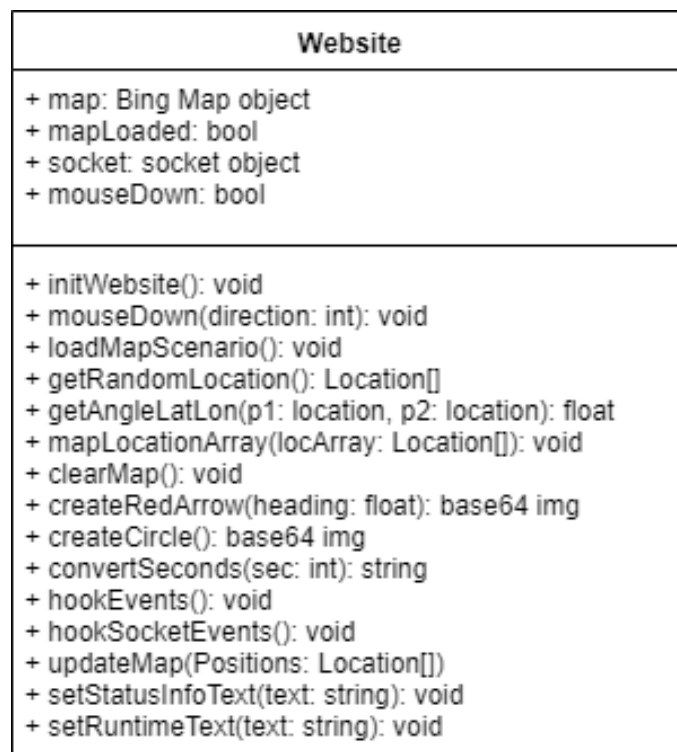 Website
+ map: Bing Map object
+ mapLoaded: bool
+ socket: socket object
+ mouseDown: bool
+ initWebsite(): void
+ mouseDown(direction: int): void
+ loadMapScenario(): void
+ getRandomLocation(): Location[]
+ getAngleLatLon(p1: location, p2: location): float
+ mapLocationArray(locArray: Location[]): void
+ clearMap(): void
+ createRedArrow(heading: float): base64 img
+ createCircle(): base64 img
+ convertSeconds(sec: int): string
+ hookEvents(): void
+ hookSocketEvents(): void
+ updateMap(Positions: Location[])
+ setStatusInfoText(text: string): void
+ setRuntimeText(text: string): void